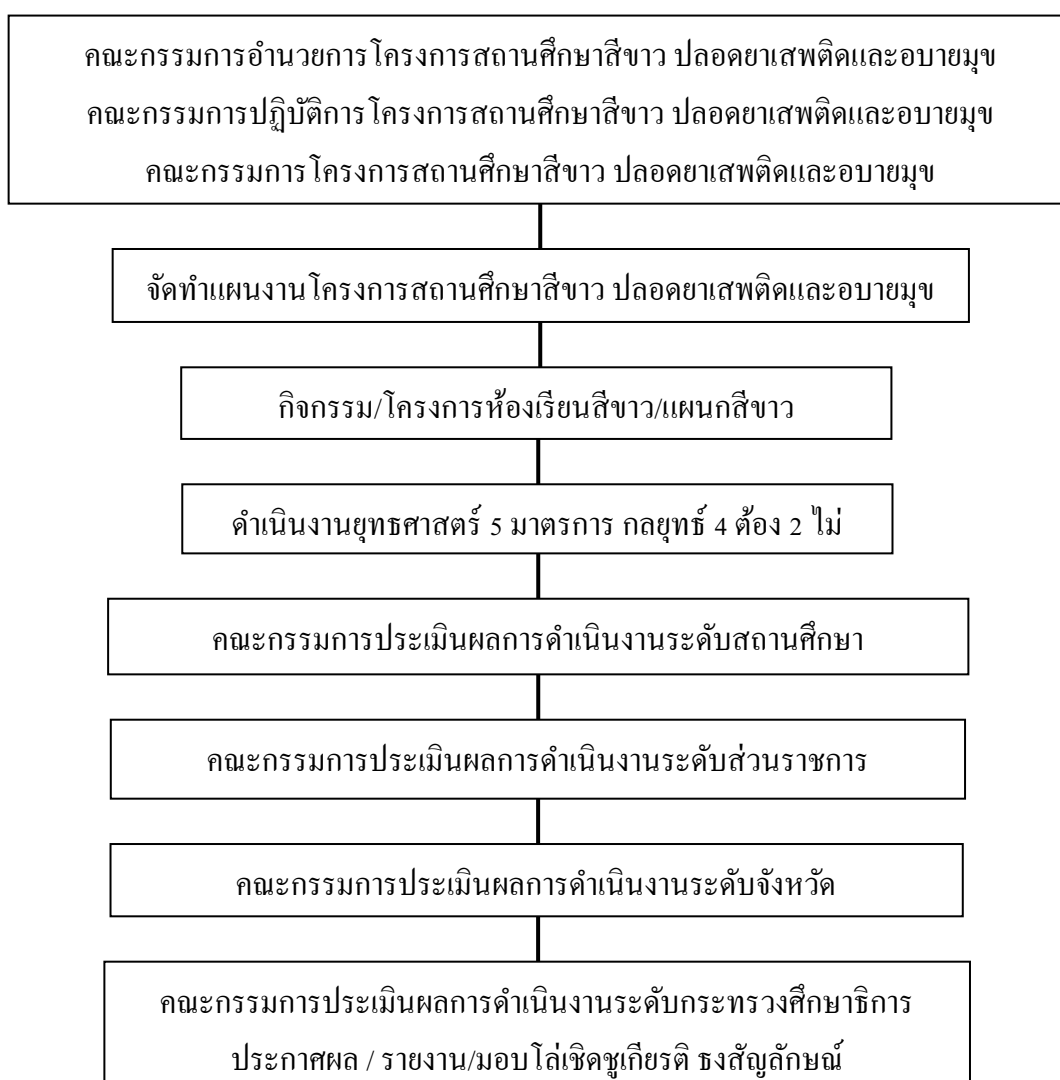 คณะกรรมการอำนวยการโครงการสถานศึกษาสีขาว ปลอดยาเสพติดและอบายมุข
คณะกรรมการปฏิบัติการโครงการสถานศึกษาสีขาว ปลอดยาเสพติดและอบายมุข
คณะกรรมการโครงการสถานศึกษาสีขาว ปลอดยาเสพติดและอบายมุข
จัดทำแผนงานโครงการสถานศึกษาสีขาว ปลอดยาเสพติดและอบายมุข
กิจกรรม/โครงการห้องเรียนสีขาว/แผนกสีขาว
ดำเนินงานยุทธศาสตร์ 5 มาตรการ กลยุทธ์ 4 ต้อง 2 ไม่
คณะกรรมการประเมินผลการดำเนินงานระดับสถานศึกษา
คณะกรรมการประเมินผลการดำเนินงานระดับส่วนราชการ
คณะกรรมการประเมินผลการดำเนินงานระดับจังหวัด
คณะกรรมการประเมินผลการดำเนินงานระดับกระทรวงศึกษาธิการ
ประกาศผล / รายงาน/มอบโล่เชิดชูเกียรติ ธงสัญลักษณ์